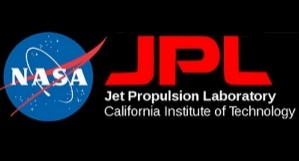 NASA
JPL
Jet Propulsion Laboratory
California Institute of Technology